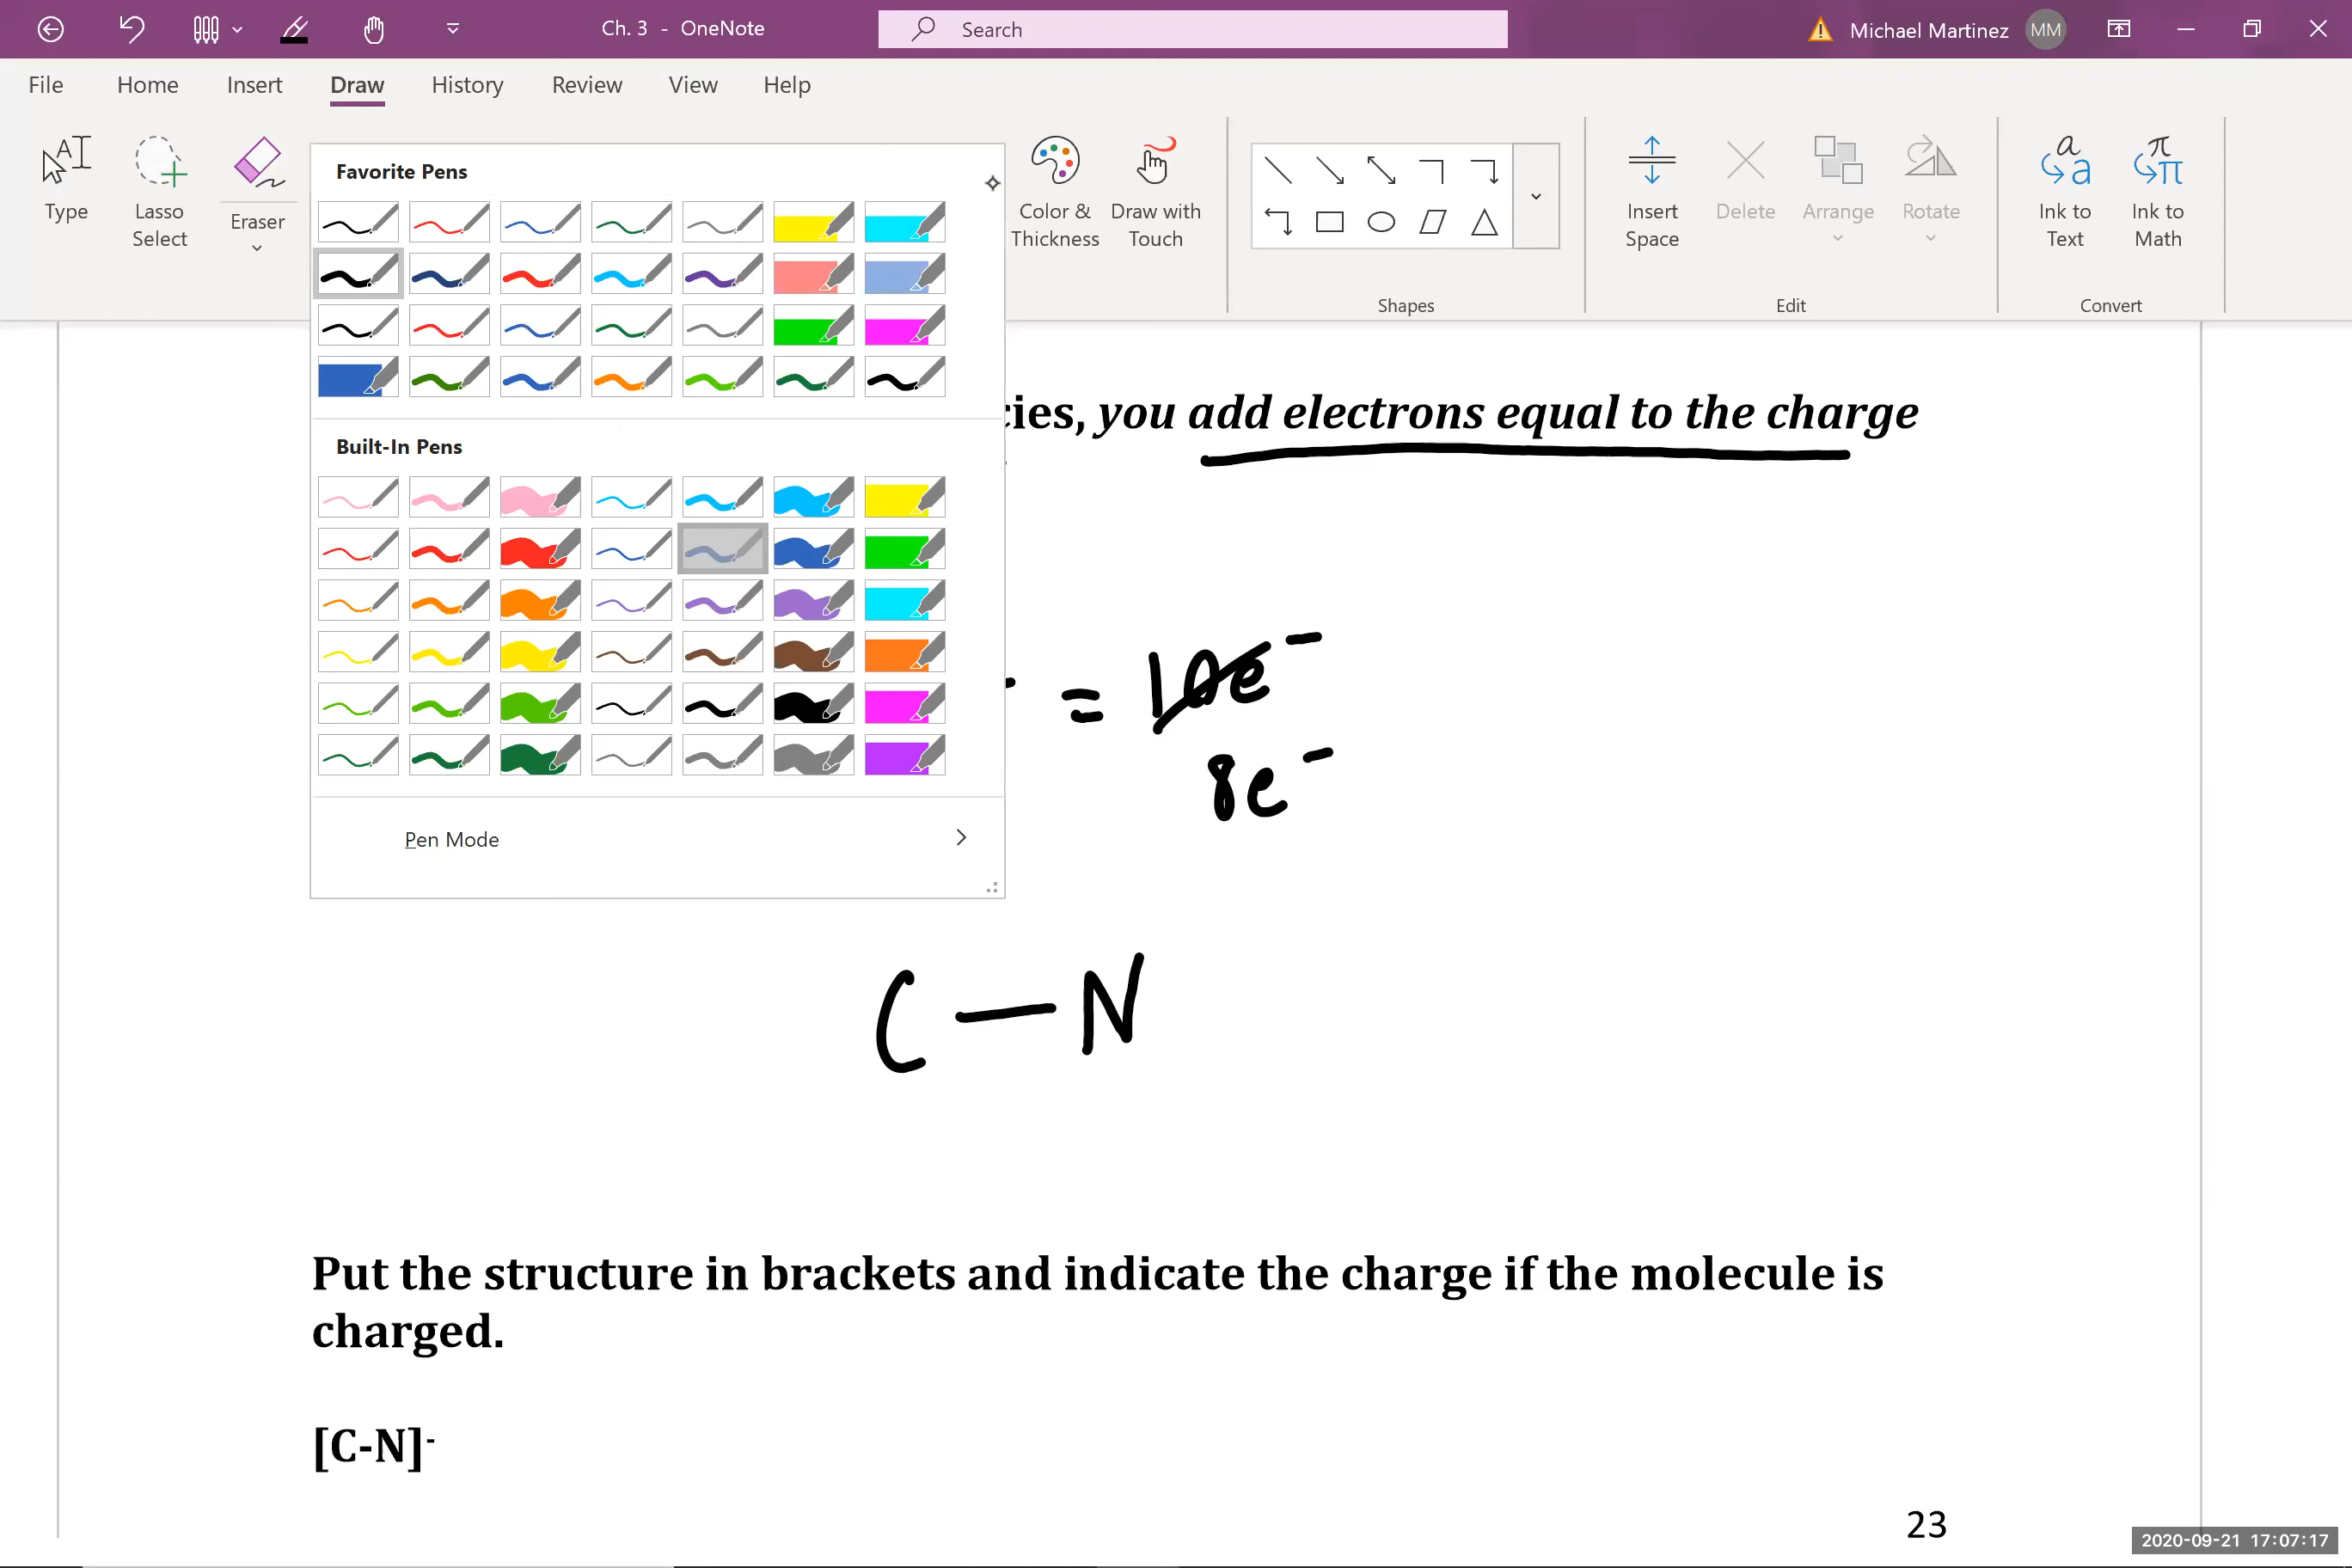 Ch. 3 - OneNote
Search
Michael Martinez
MM
File Home Insert Draw History Review View Help
Type
Lasso Select
Eraser
Favorite Pens
Built-In Pens
Pen Mode
Color & Thickness
Draw with Touch
Shapes
Insert Space
Delete
Arrange
Rotate
Edit
Ink to Text
Ink to Math
Convert
cies, you add electrons equal to the charge
= 10e⁻
8e⁻
C — N
Put the structure in brackets and indicate the charge if the molecule is
charged.
[C-N]⁻
23
2020-09-21 17:07:17